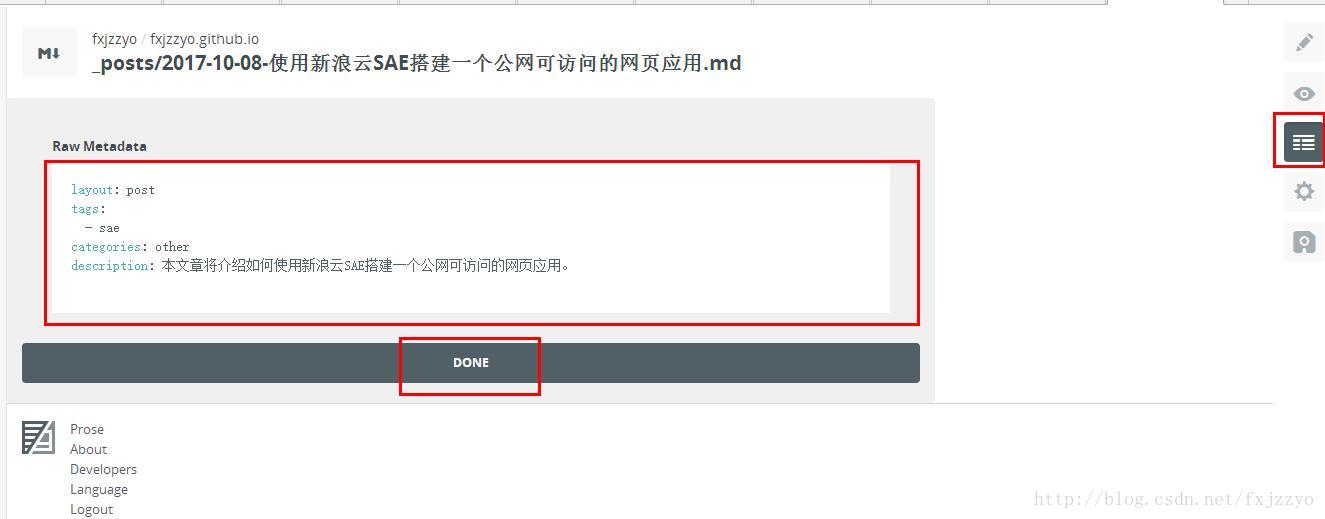 M↓
fxjzzyo / fxjzzyo.github.io
_posts/2017-10-08-使用新浪云SAE搭建一个公网可访问的网页应用.md
Raw Metadata
layout: post
tags:
  - sae
categories: other
description: 本文章将介绍如何使用新浪云SAE搭建一个公网可访问的网页应用。
DONE
Prose
About
Developers
Language
Logout
http://blog.csdn.net/fxjzzyo